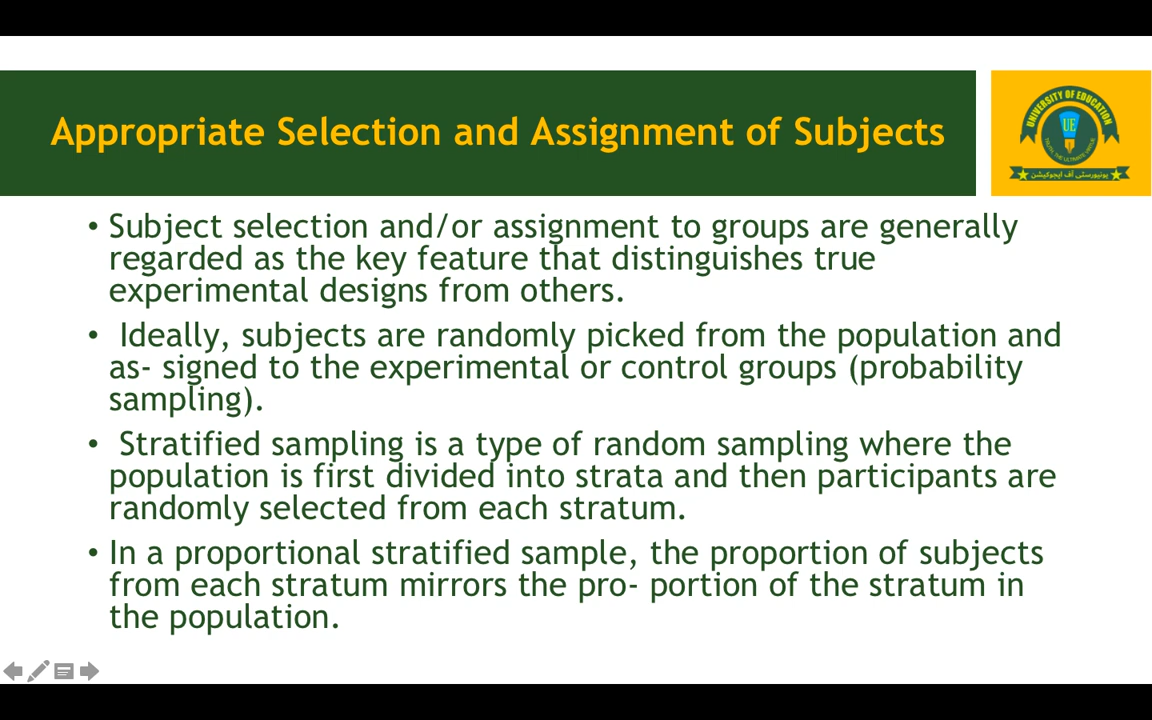 Appropriate Selection and Assignment of Subjects
UNIVERSITY OF EDUCATION
UE
یونیورسٹی آف ایجوکیشن
• Subject selection and/or assignment to groups are generally
regarded as the key feature that distinguishes true
experimental designs from others.
• Ideally, subjects are randomly picked from the population and
as- signed to the experimental or control groups (probability
sampling).
• Stratified sampling is a type of random sampling where the
population is first divided into strata and then participants are
randomly selected from each stratum.
• In a proportional stratified sample, the proportion of subjects
from each stratum mirrors the pro- portion of the stratum in
the population.